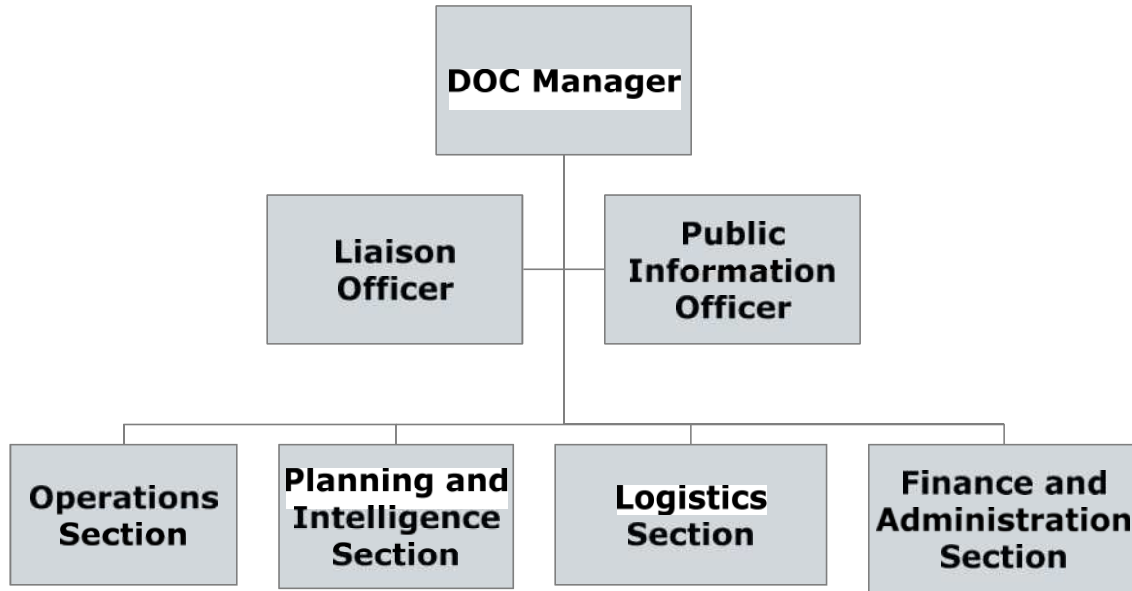 DOC Manager
Liaison
Officer
Public
Information
Officer
Operations
Section
Planning and
Intelligence
Section
Logistics
Section
Finance and
Administration
Section